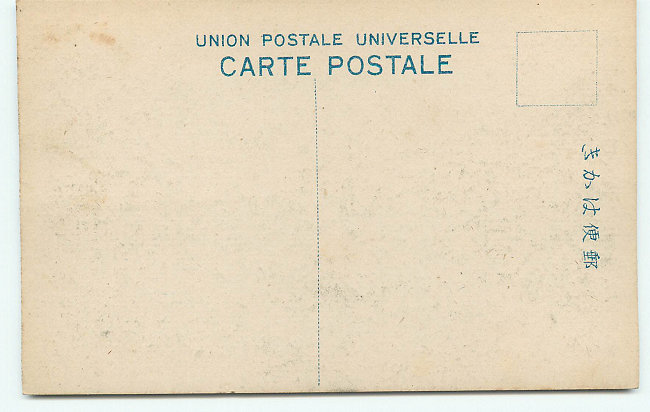 UNION POSTALE UNIVERSELLE
CARTE POSTALE
郵便はかき